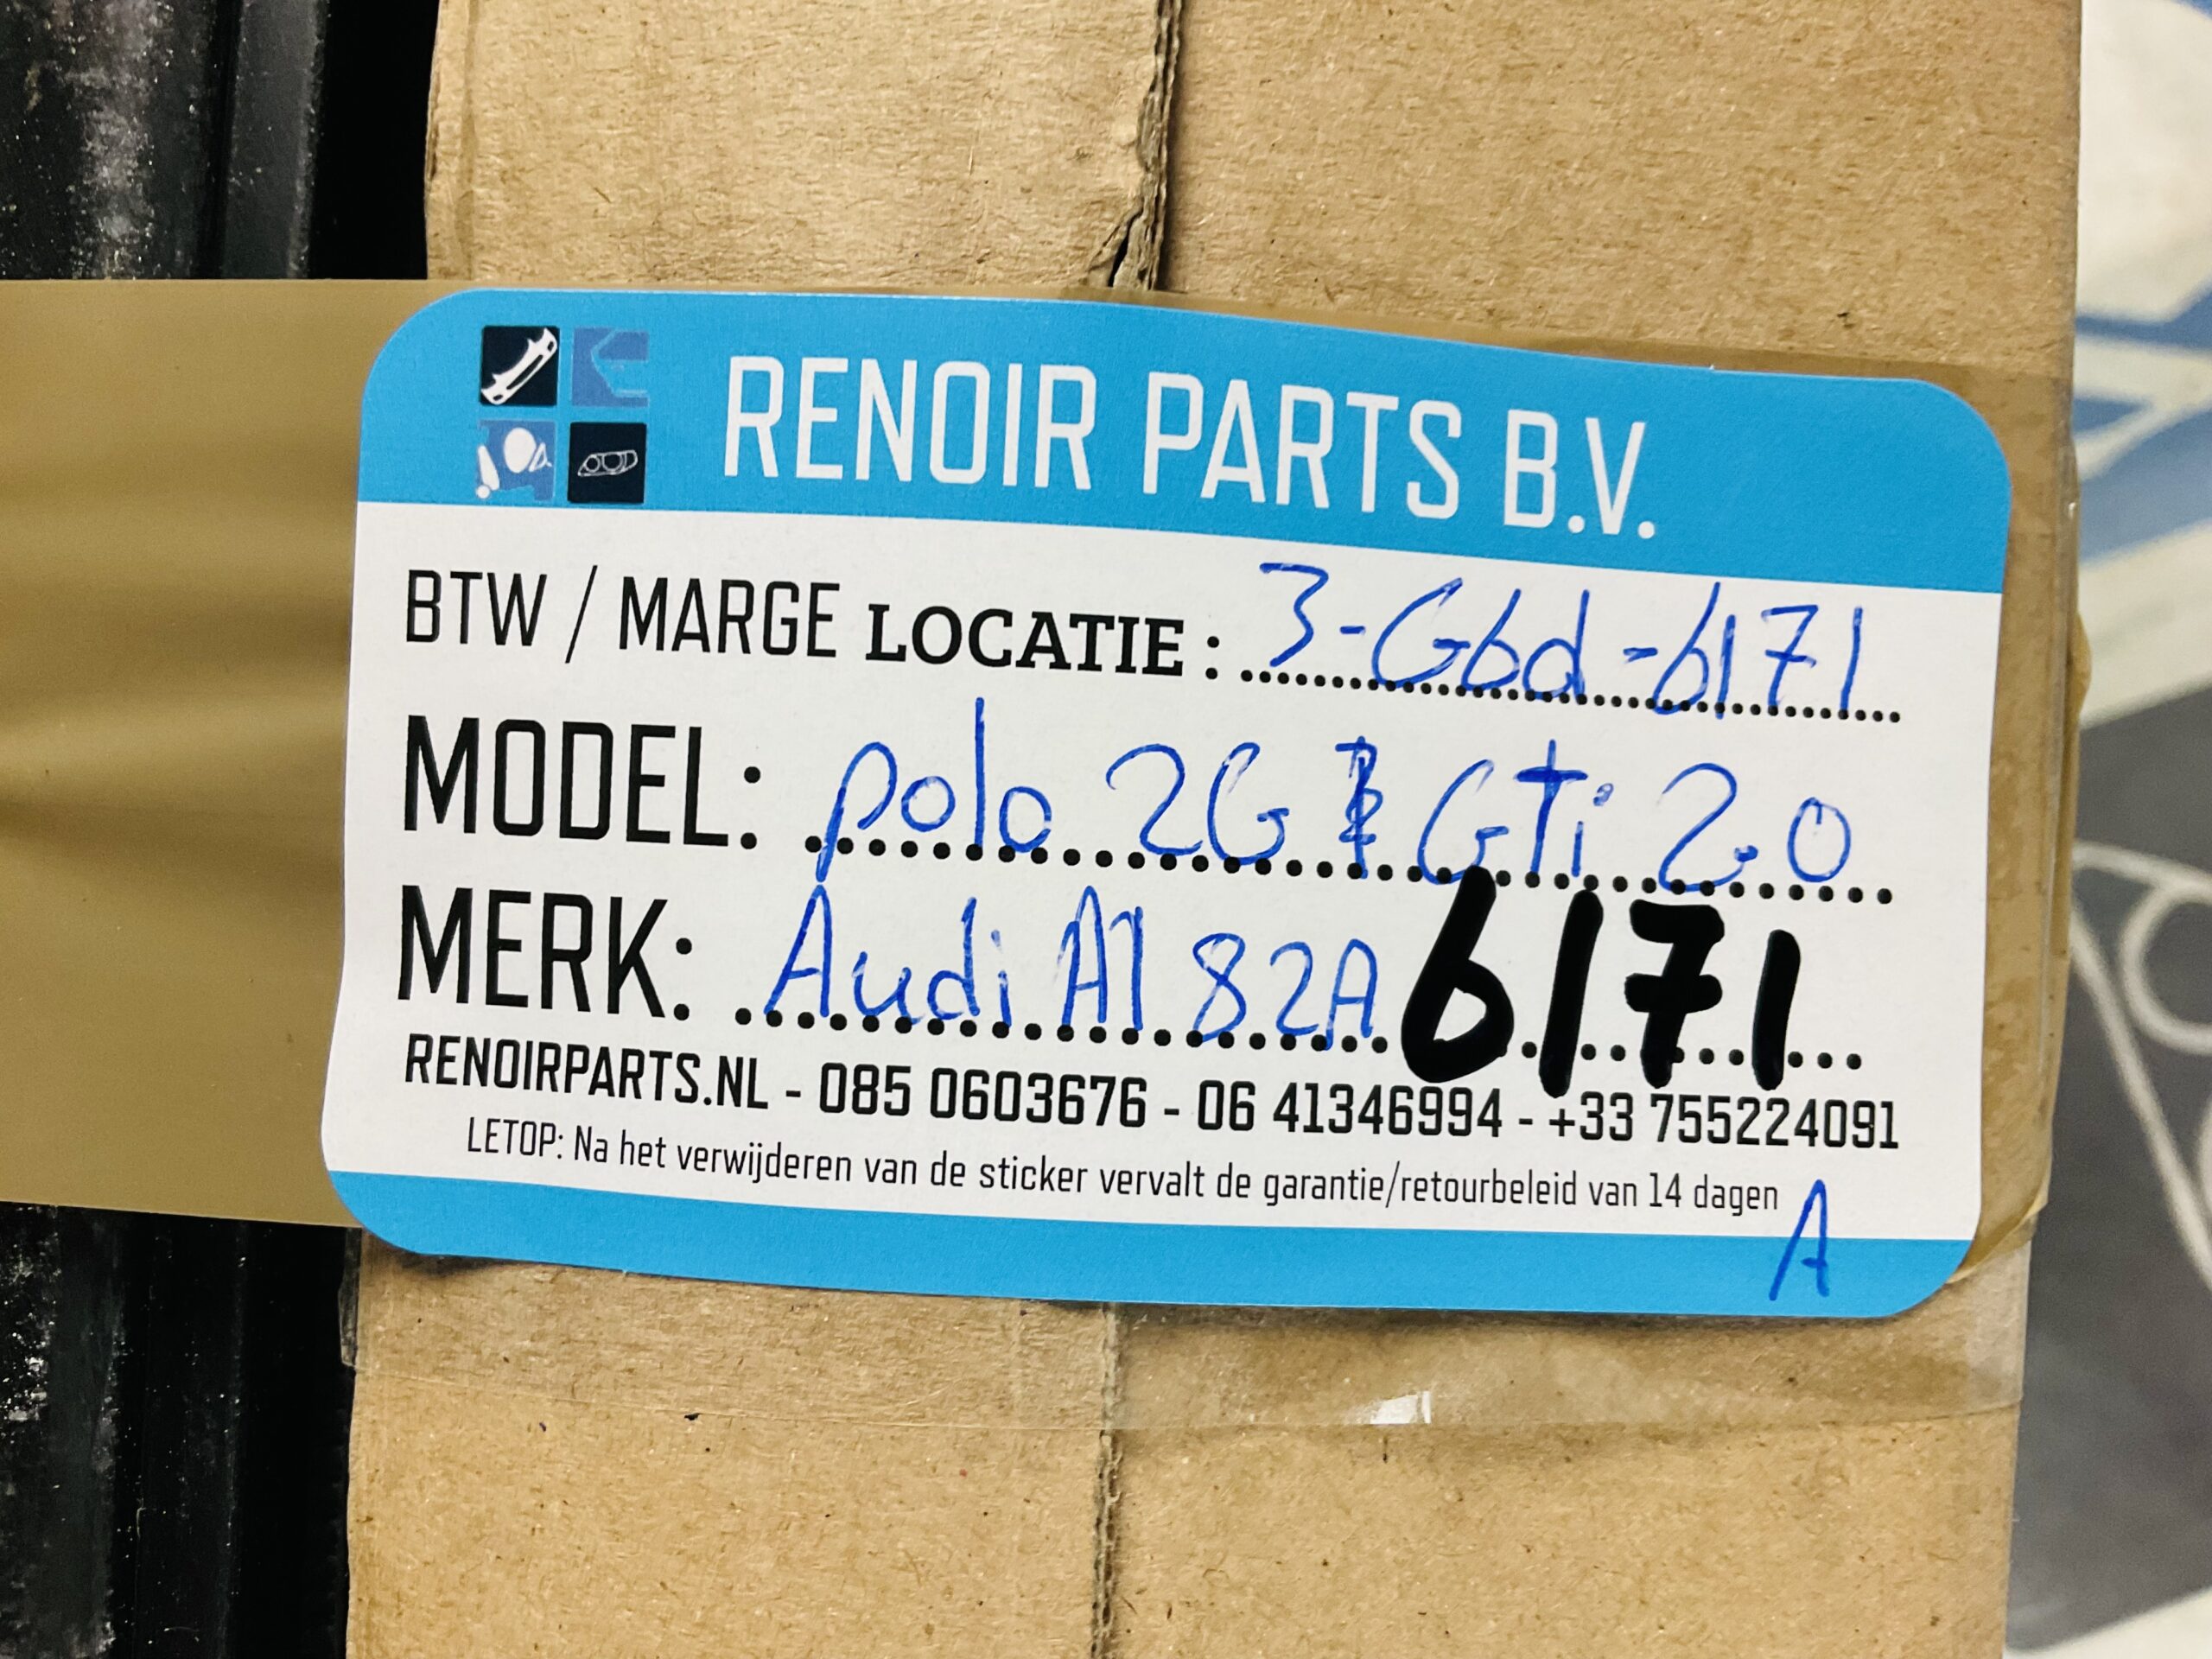 RENOIR PARTS B.V.
BTW / MARGE LOCATIE : 3-G6d-6171
MODEL: polo 2G GTi 2.0
MERK: Audi A1 82A 6171
RENOIRPARTS.NL - 085 0603676 - 06 41346994 - +33 755224091
LETOP: Na het verwijderen van de sticker vervalt de garantie/retourbeleid van 14 dagen
A